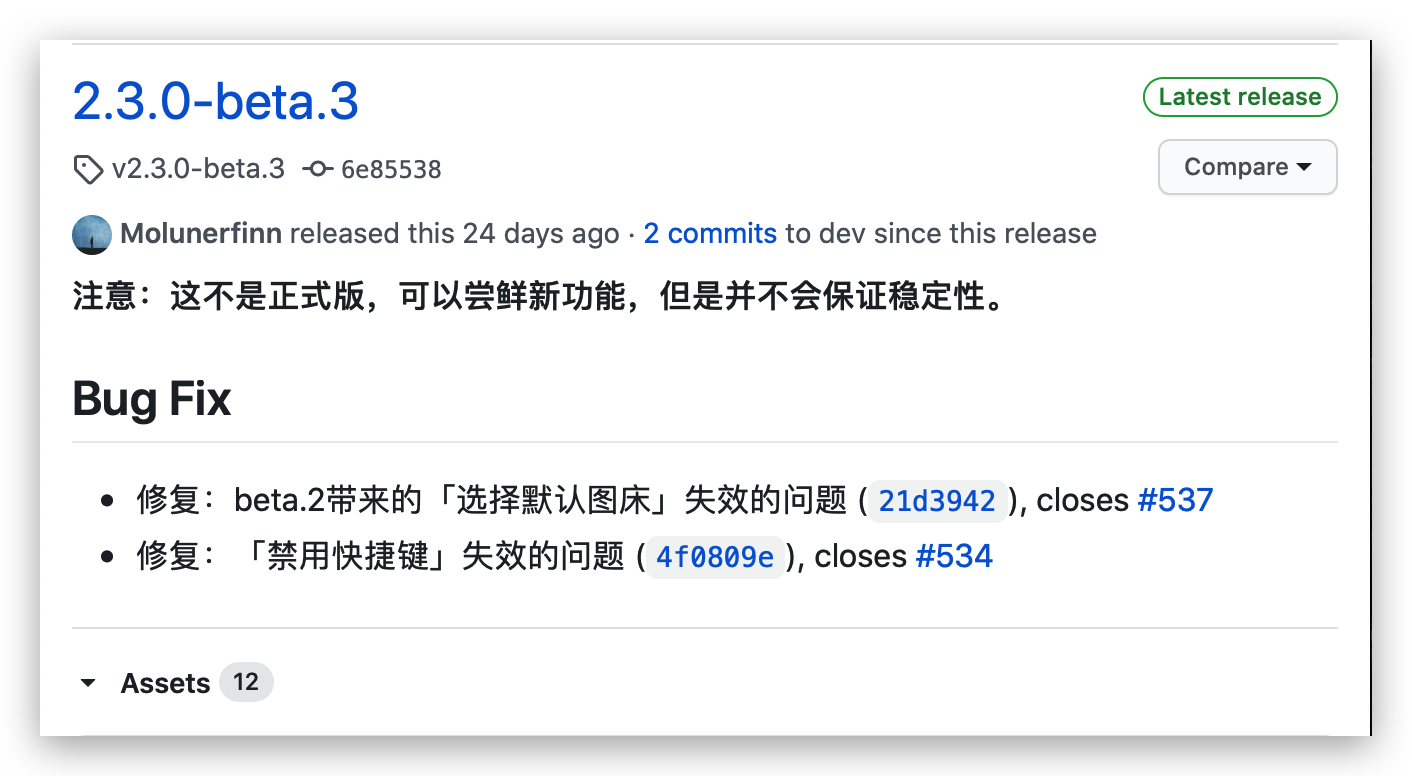 2.3.0-beta.3
Latest release
v2.3.0-beta.3 6e85538
Compare
Molunerfinn released this 24 days ago · 2 commits to dev since this release
注意：这不是正式版，可以尝鲜新功能，但是并不会保证稳定性。
Bug Fix
• 修复：beta.2带来的「选择默认图床」失效的问题 (21d3942), closes #537
• 修复：「禁用快捷键」失效的问题 (4f0809e), closes #534
Assets 12